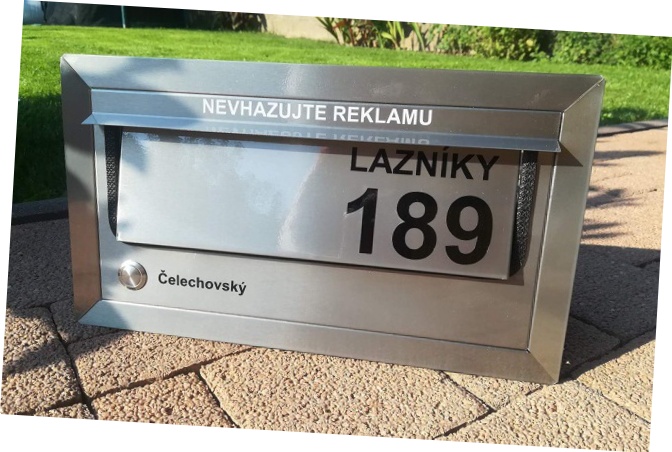 NEVHAZUJTE REKLAMU
LAZNÍKY
189
Čelechovský